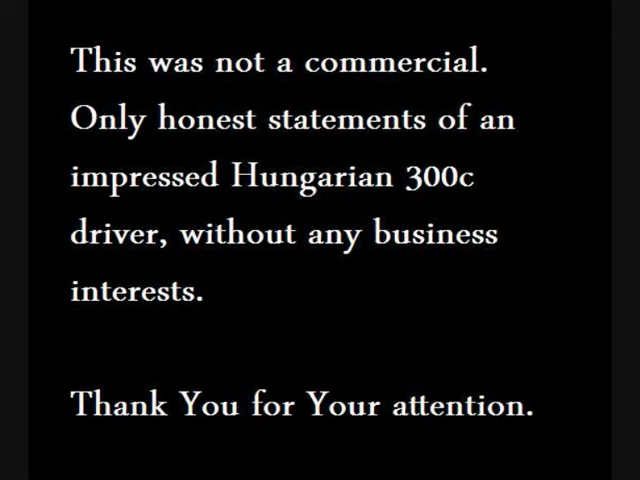 This was not a commercial.
Only honest statements of an
impressed Hungarian 300c
driver, without any business
interests.
Thank You for Your attention.